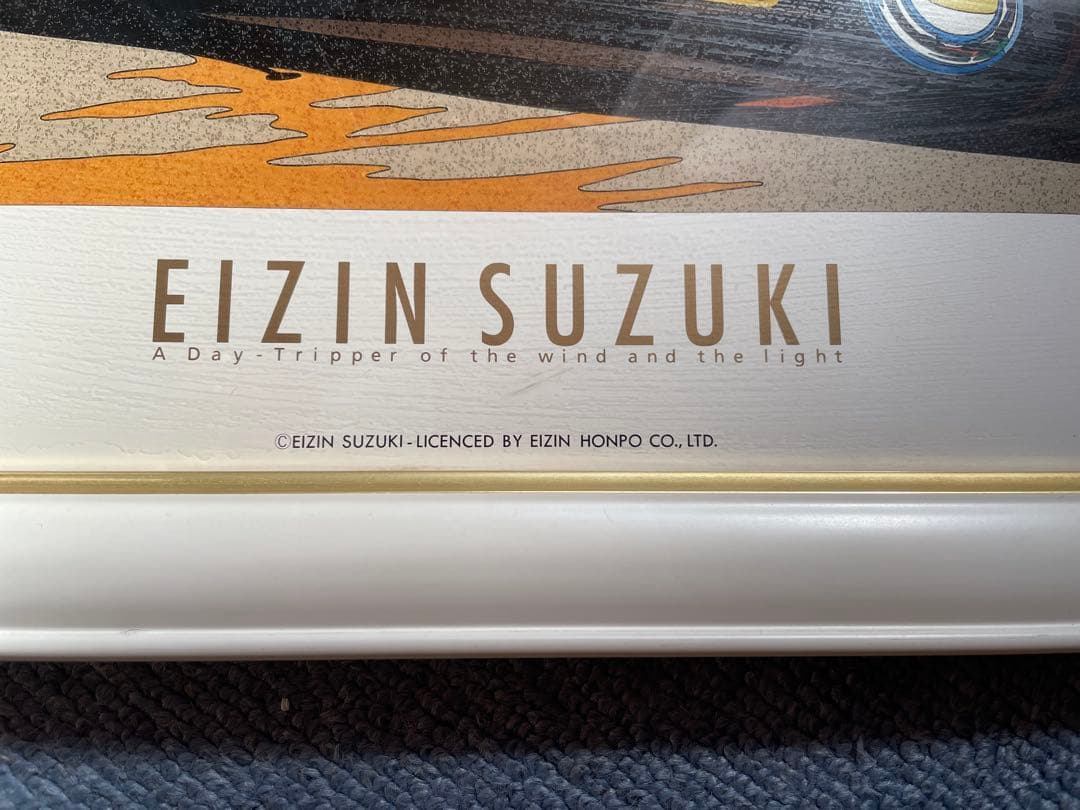 EIZIN SUZUKI
A Day-Tripper of the wind and the light
©EIZIN SUZUKI-LICENCED BY EIZIN HONPO CO., LTD.